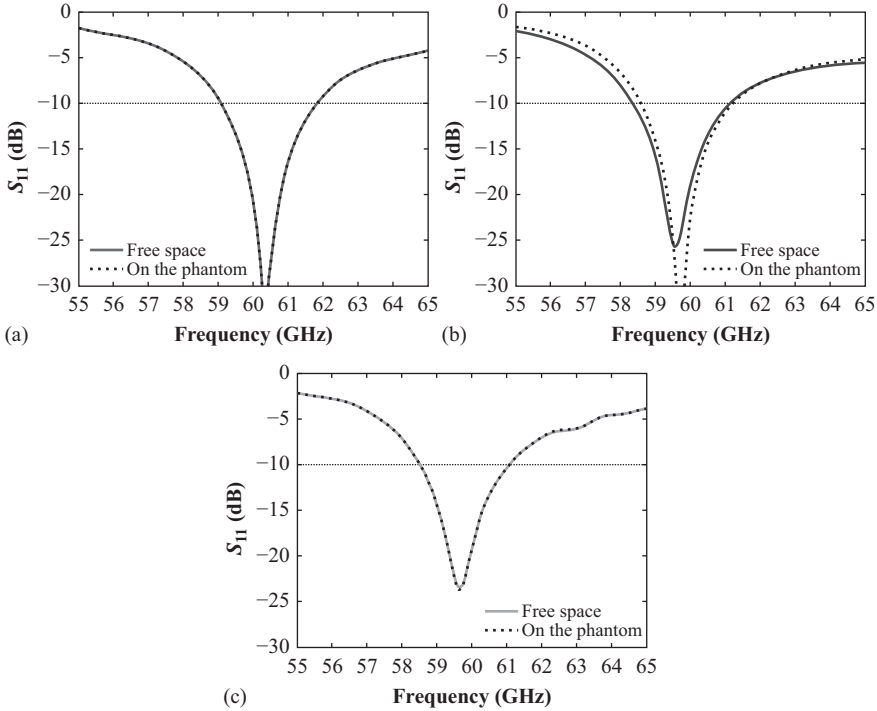 0
−5
−10
−15
−20
−25
−30
S11 (dB)
Free space
On the phantom
55 56 57 58 59 60 61 62 63 64 65
(a)
Frequency (GHz)
0
−5
−10
−15
−20
−25
−30
S11 (dB)
Free space
On the phantom
55 56 57 58 59 60 61 62 63 64 65
(b)
Frequency (GHz)
0
−5
−10
−15
−20
−25
−30
S11 (dB)
Free space
On the phantom
55 56 57 58 59 60 61 62 63 64 65
(c)
Frequency (GHz)